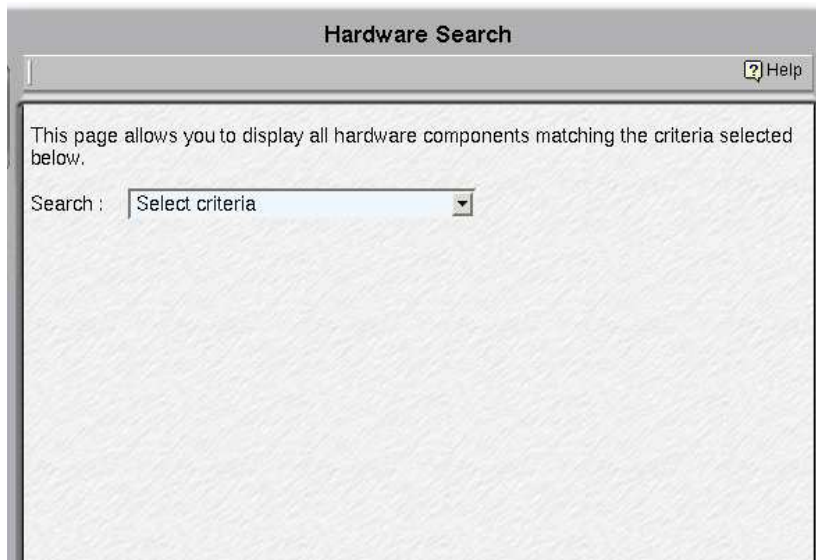 Hardware Search
Help
This page allows you to display all hardware components matching the criteria selected
below.
Search : Select criteria